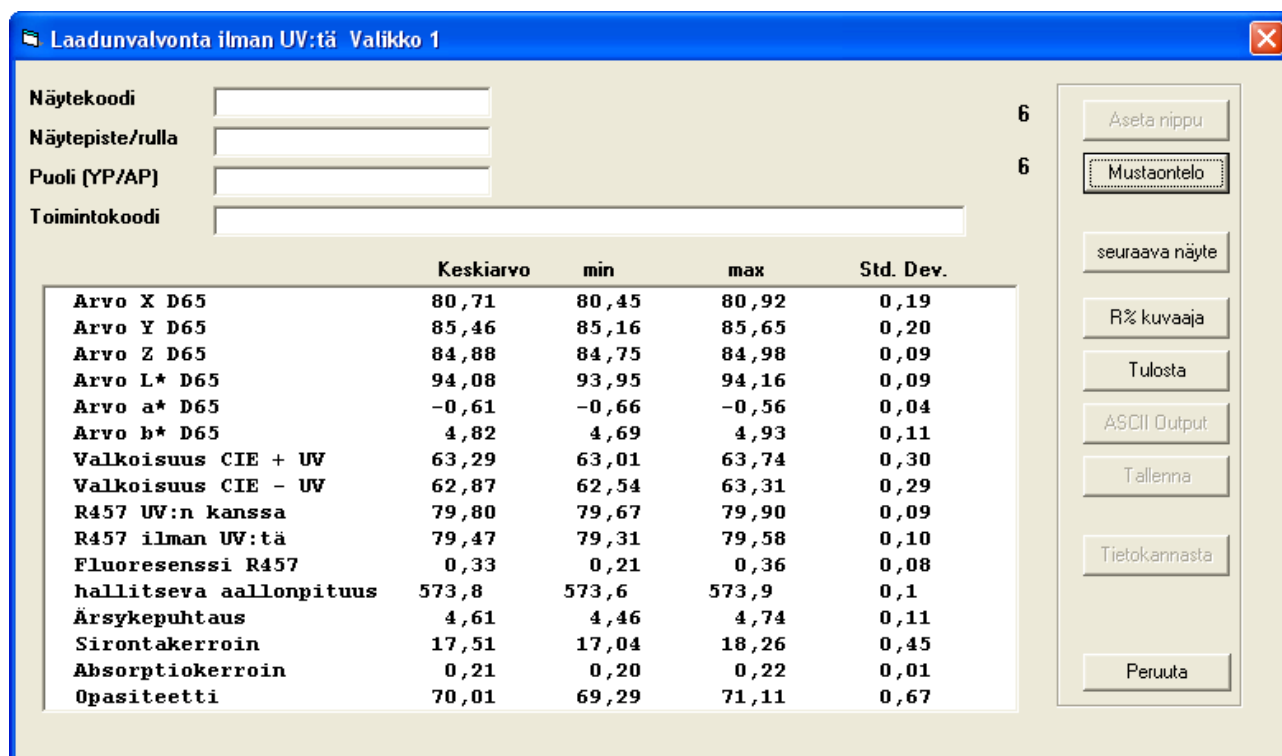 Laadunvalvonta ilman UV:tä Valikko 1
Näytekoodi
6
Aseta nippu
Näytepiste/rulla
Puoli (YP/AP)
6
Mustaontelo
Toimintokoodi
seuraava näyte
Keskiarvo min max Std. Dev.
Arvo X D65 80,71 80,45 80,92 0,19
Arvo Y D65 85,46 85,16 85,65 0,20
Arvo Z D65 84,88 84,75 84,98 0,09
Arvo L* D65 94,08 93,95 94,16 0,09
Arvo a* D65 -0,61 -0,66 -0,56 0,04
Arvo b* D65 4,82 4,69 4,93 0,11
Valkoisuus CIE + UV 63,29 63,01 63,74 0,30
Valkoisuus CIE - UV 62,87 62,54 63,31 0,29
R457 UV:n kanssa 79,80 79,67 79,90 0,09
R457 ilman UV:tä 79,47 79,31 79,58 0,10
Fluoresenssi R457 0,33 0,21 0,36 0,08
hallitseva aallonpituus 573,8 573,6 573,9 0,1
Ärsykepuhtaus 4,61 4,46 4,74 0,11
Sirontakerroin 17,51 17,04 18,26 0,45
Absorptiokerroin 0,21 0,20 0,22 0,01
Opasiteetti 70,01 69,29 71,11 0,67
R% kuvaaja
Tulosta
ASCII Output
Tallenna
Tietokannasta
Peruuta